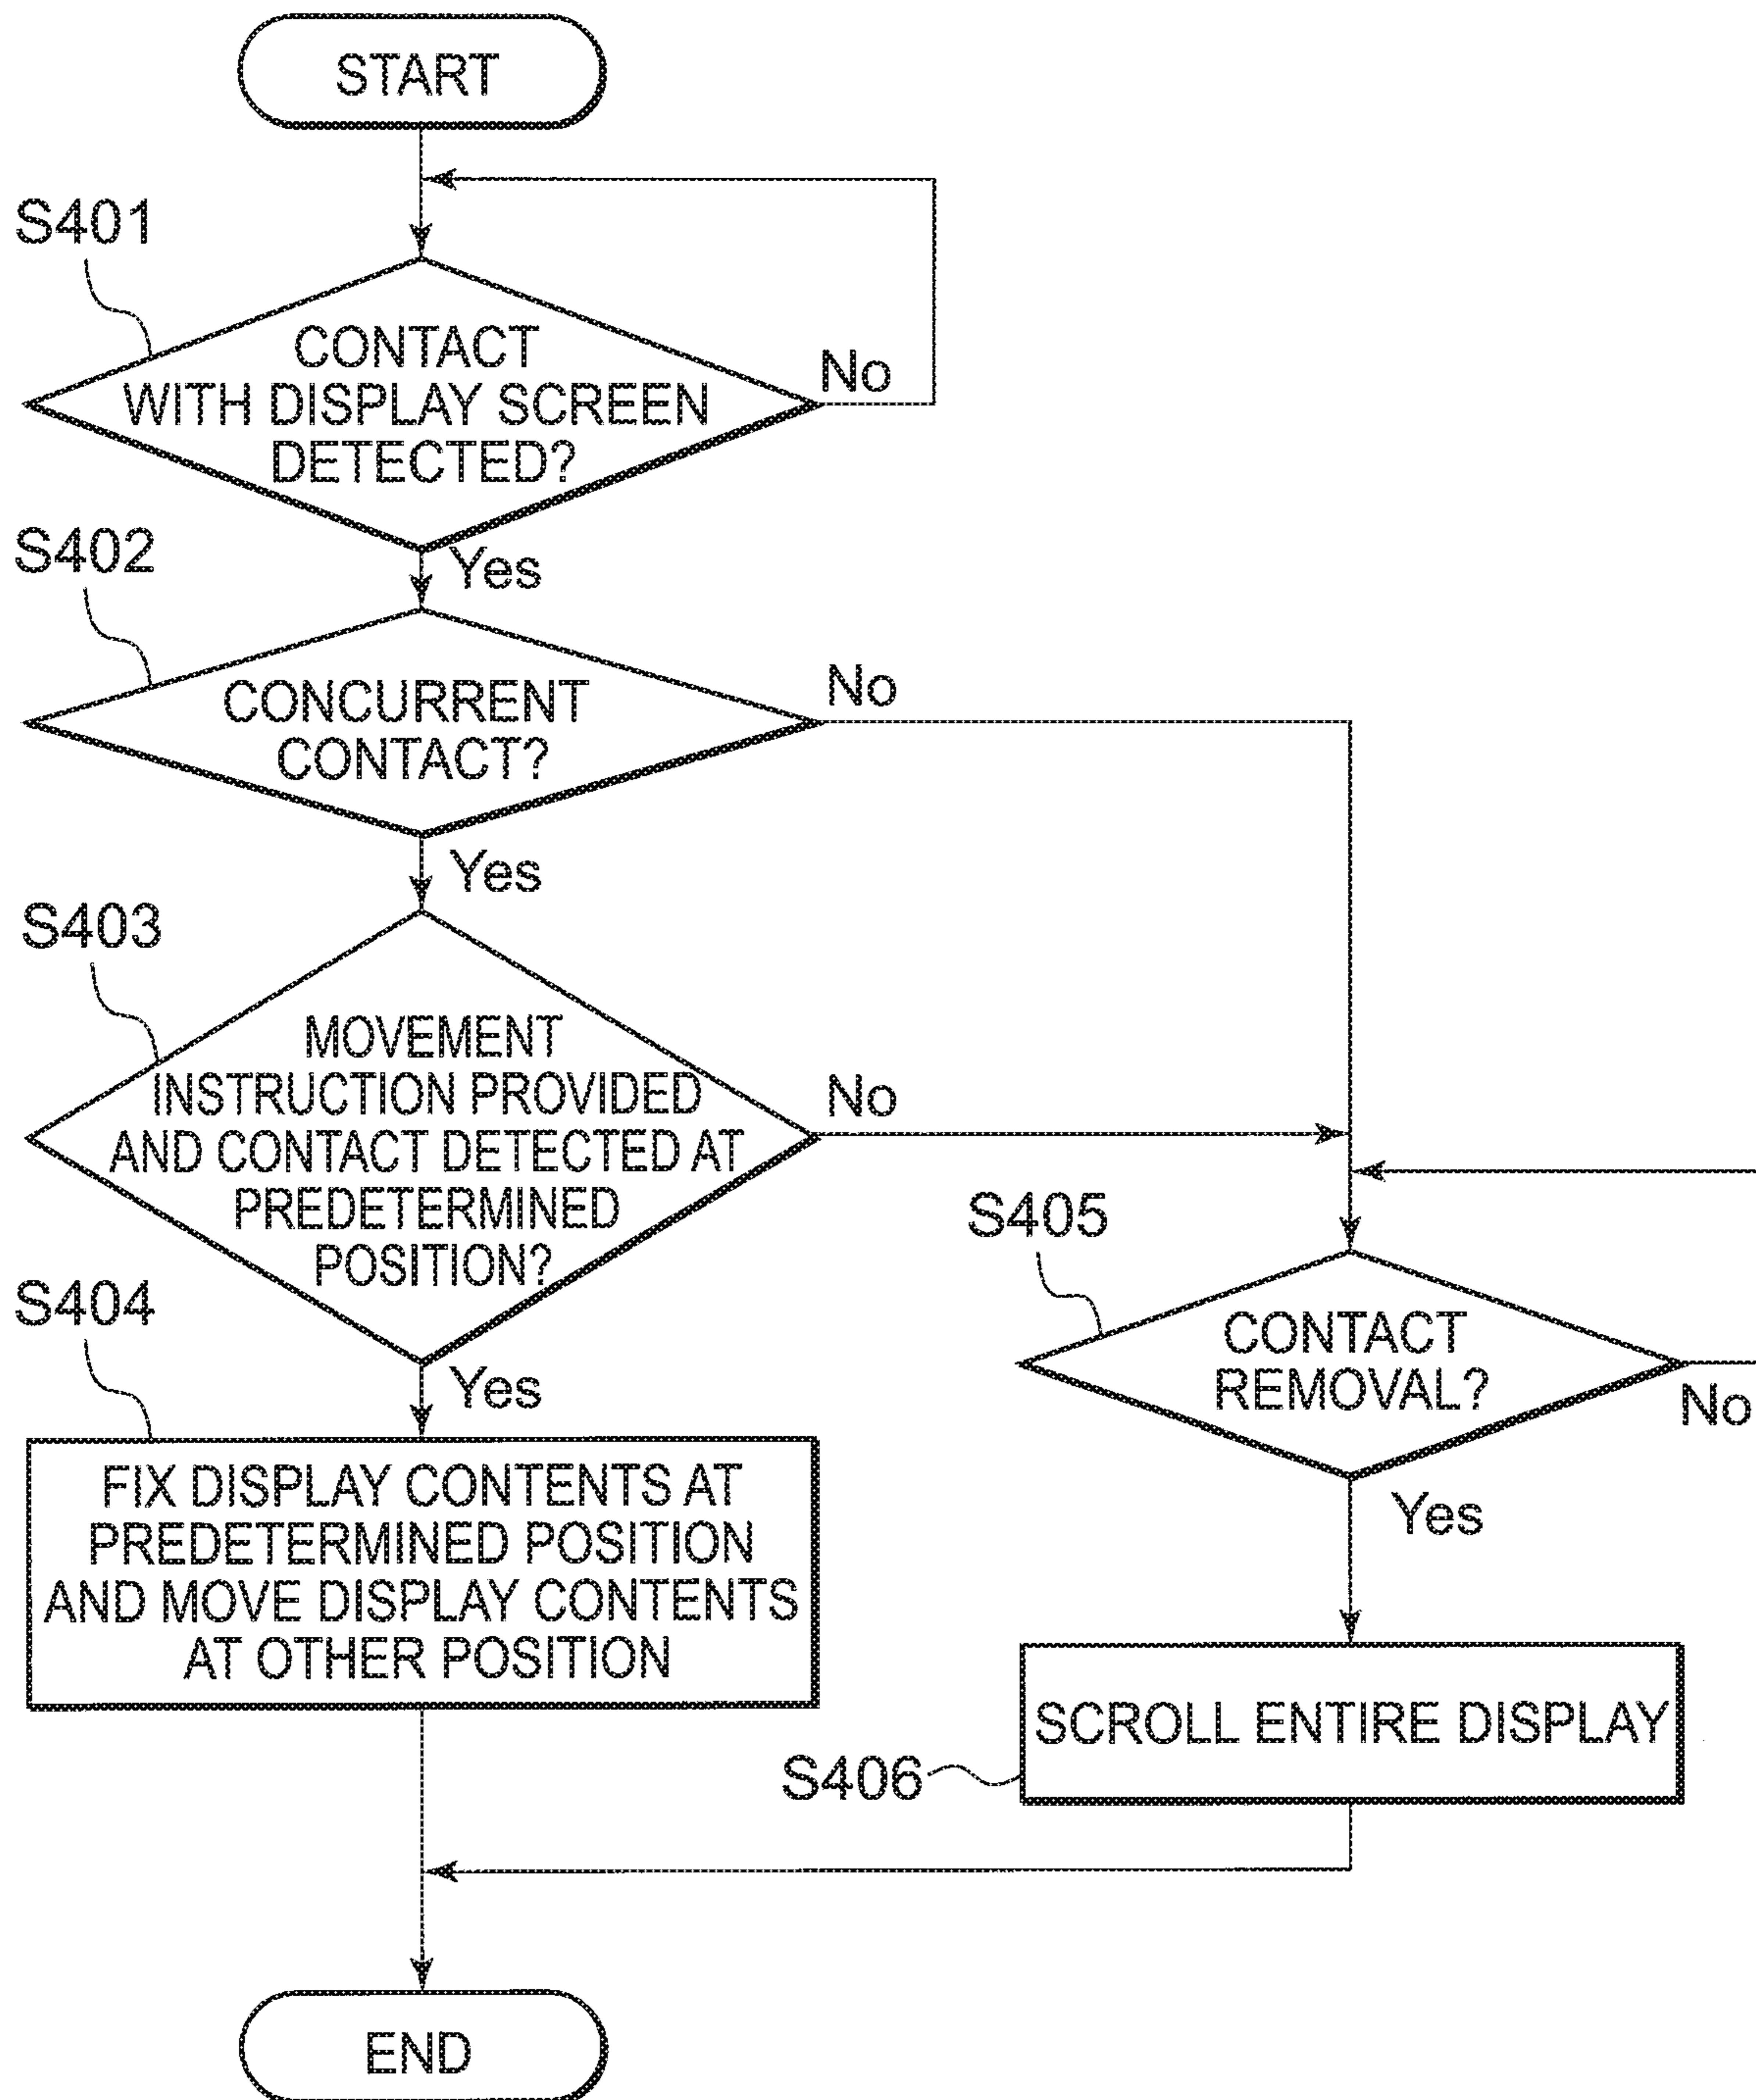 START
S401
CONTACT
WITH DISPLAY SCREEN
DETECTED?
No
Yes
S402
CONCURRENT
CONTACT?
No
Yes
S403
MOVEMENT
INSTRUCTION PROVIDED
AND CONTACT DETECTED AT
PREDETERMINED
POSITION?
No
Yes
S404
FIX DISPLAY CONTENTS AT
PREDETERMINED POSITION
AND MOVE DISPLAY CONTENTS
AT OTHER POSITION
S405
CONTACT
REMOVAL?
No
Yes
SCROLL ENTIRE DISPLAY
S406
END